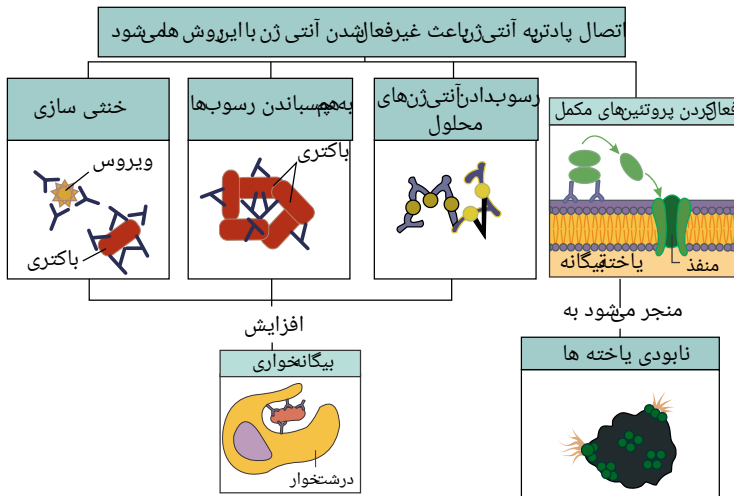 اتصال پادتن به آنتی‌ژن باعث غیرفعال شدن آنتی ژن با این روش ها می‌شود
خنثی سازی
به هم چسباندن رسوب‌ها
رسوب دادن آنتی‌ژن‌های
محلول
فعال کردن پروتئین‌های مکمل
ویروس
باکتری
باکتری
یاخته بیگانه
منفذ
افزایش
منجر می‌شود به
بیگانه‌خواری
درشتخوار
نابودی یاخته ها